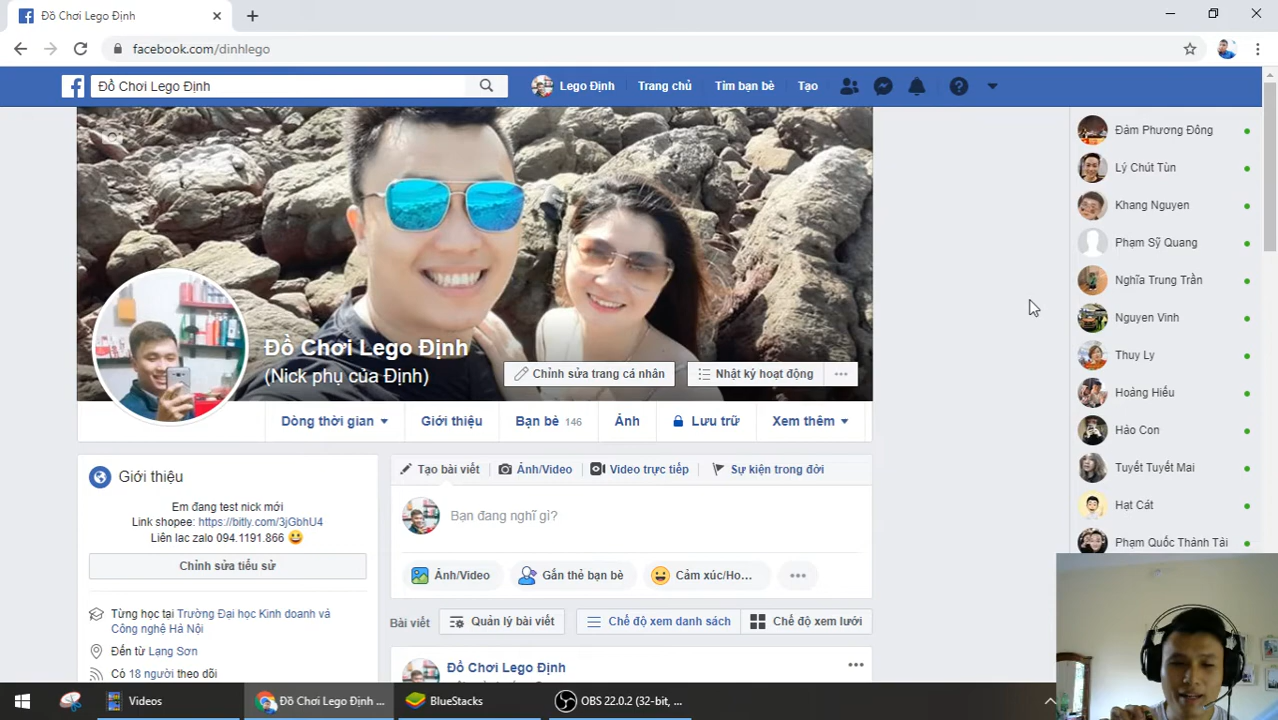 Đồ Chơi Lego Định
facebook.com/dinhlego
Đồ Chơi Lego Định
Lego Định
Trang chủ
Tìm bạn bè
Tạo
Đồ Chơi Lego Định
(Nick phụ của Định)
Chỉnh sửa trang cá nhân
Nhật ký hoạt động
Dòng thời gian
Giới thiệu
Bạn bè 146
Ảnh
Lưu trữ
Xem thêm
Giới thiệu
Em đang test nick mới
Link shopee: https://bitly.com/3jGbhU4
Liên lac zalo 094.1191.866
Chỉnh sửa tiểu sử
Từng học tại Trường Đại học Kinh doanh và
Công nghệ Hà Nội
Đến từ Lạng Sơn
Có 18 người theo dõi
Tạo bài viết
Ảnh/Video
Video trực tiếp
Sự kiện trong đời
Bạn đang nghĩ gì?
Ảnh/Video
Gắn thẻ bạn bè
Cảm xúc/Ho...
Bài viết
Quản lý bài viết
Chế độ xem danh sách
Chế độ xem lưới
Đồ Chơi Lego Định
Đàm Phương Đông
Lý Chút Tùn
Khang Nguyen
Phạm Sỹ Quang
Nghĩa Trung Trần
Nguyen Vinh
Thuy Ly
Hoàng Hiếu
Hảo Con
Tuyết Tuyết Mai
Hạt Cát
Phạm Quốc Thánh Tài
Videos
Đồ Chơi Lego Định ...
BlueStacks
OBS 22.0.2 (32-bit, ...